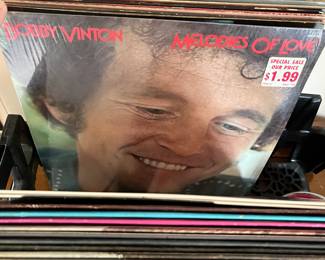 BOBBY VINTON
MELODIES OF LOVE
SPECIAL SALE
OUR PRICE
$1.99